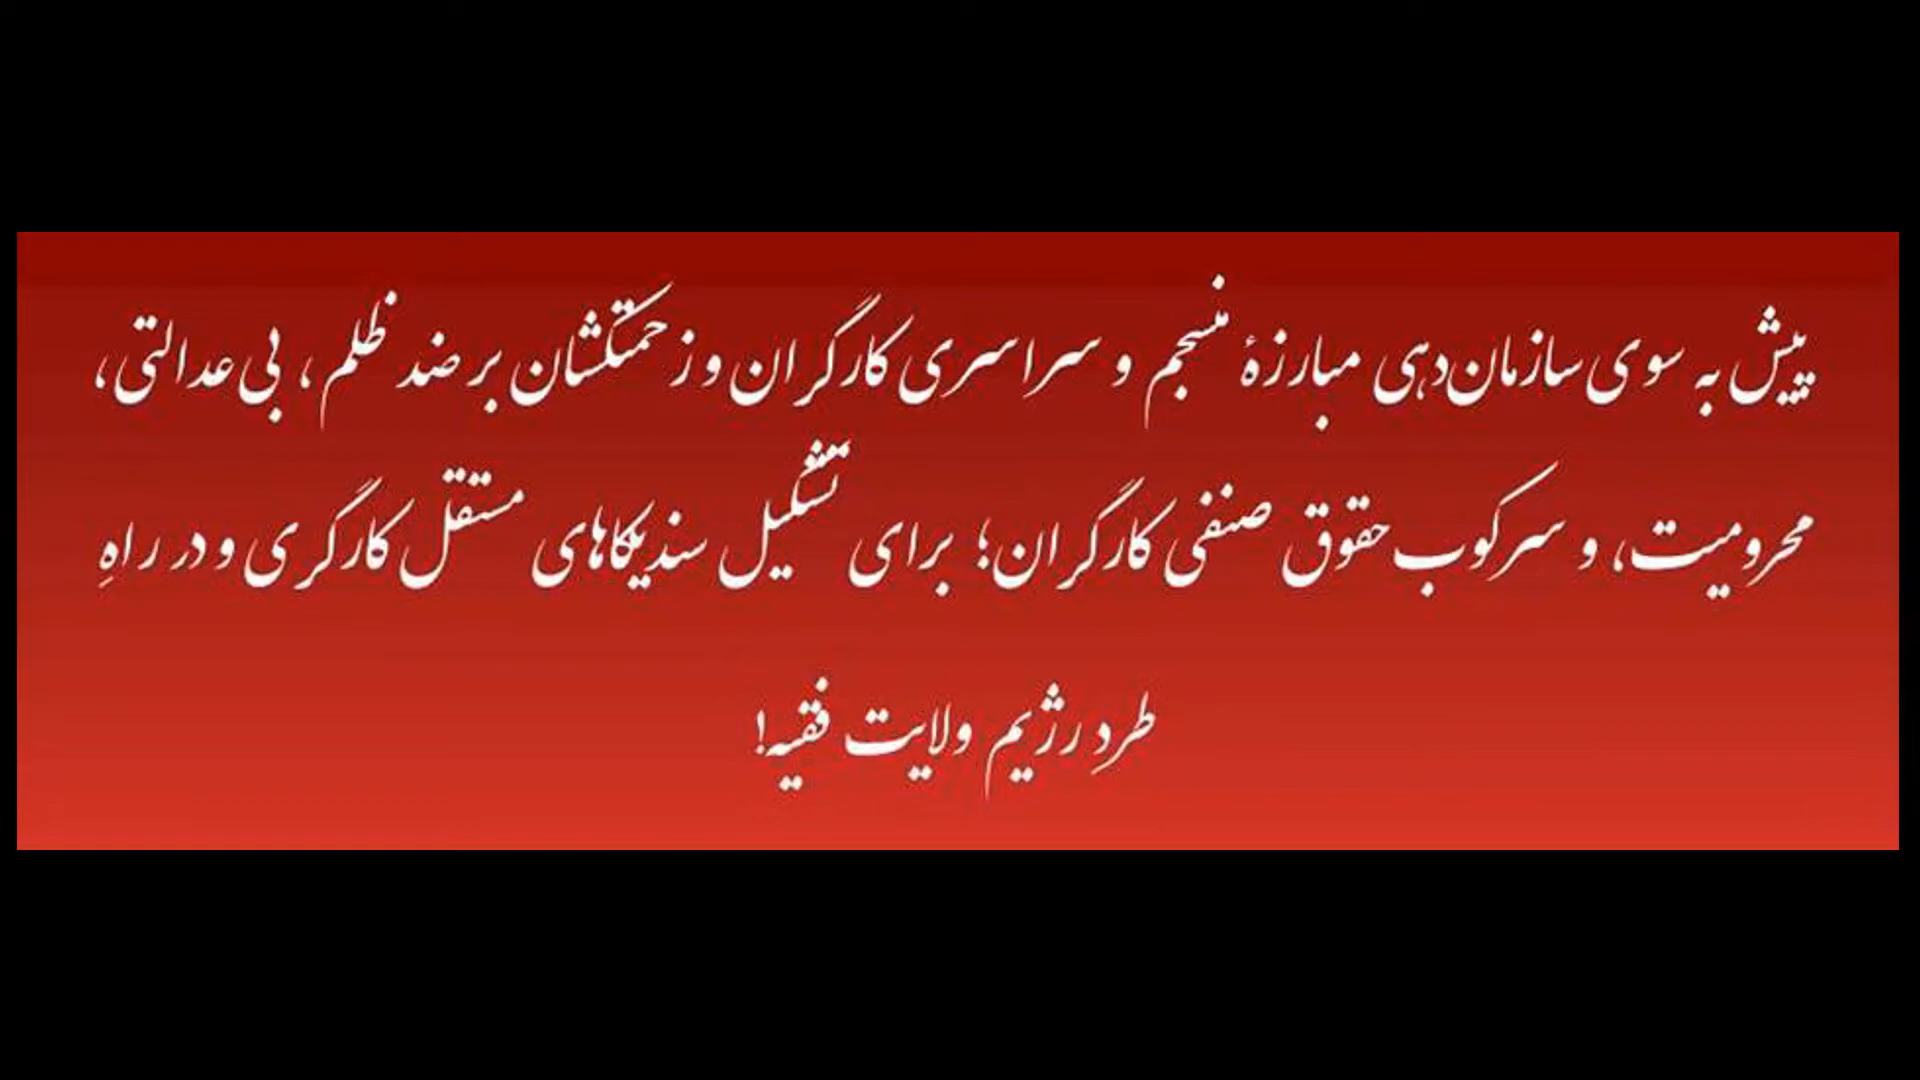 پیش به سوی سازمان‌دهی مبارزهٔ منسجم و سراسری کارگران و زحمتکشان بر ضد ظلم، بی‌عدالتی،
محرومیت، و سرکوب حقوق صنفی کارگران؛ برای تشکیل سندیکاهای مستقل کارگری و در راهِ
طردِ رژیم ولایت فقیه!